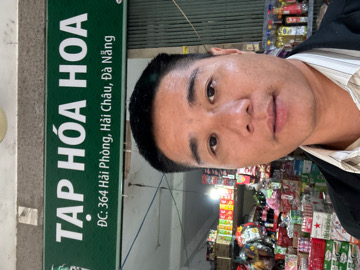 TẠP HÓA HOA
ĐC: 364 Hải Phòng, Hải Châu, Đà Nẵng